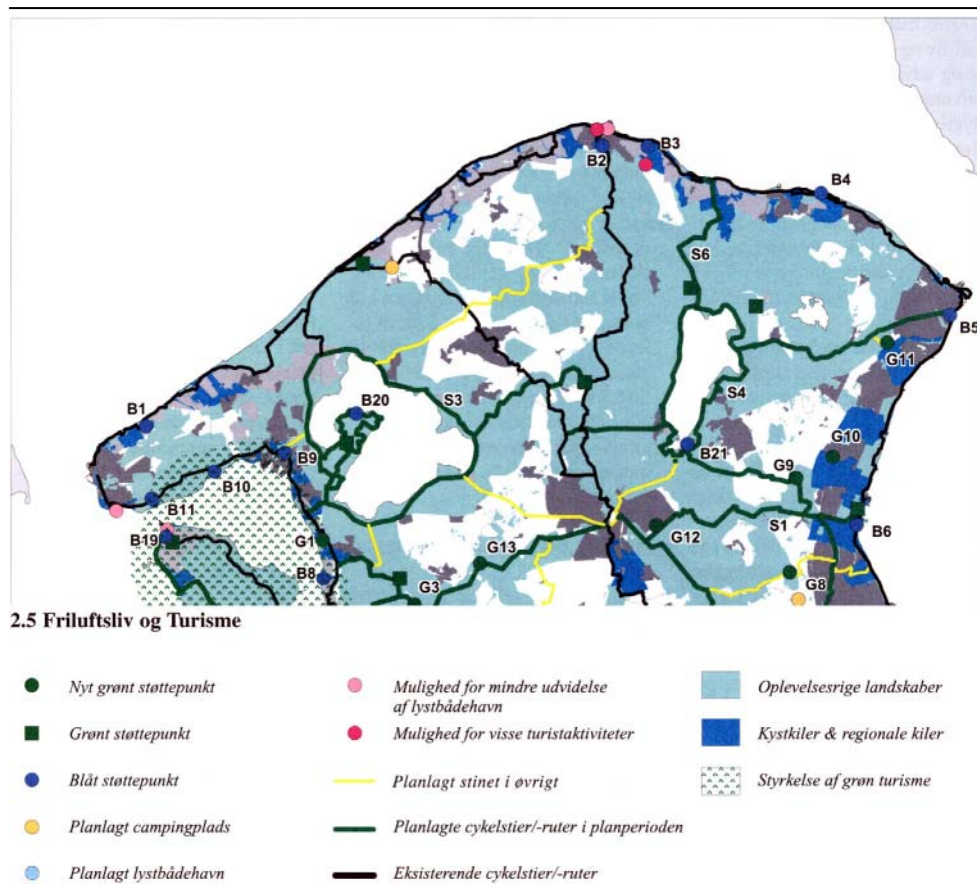 B2
B3
B4
S6
B5
G11
B20
S3
S4
B1
B9
B21
G10
B10
G9
B11
S1
B6
B19
G1
G13
G12
B8
G3
G8
2.5 Friluftsliv og Turisme
Nyt grønt støttepunkt
Grønt støttepunkt
Blåt støttepunkt
Planlagt campingplads
Planlagt lystbådehavn
Mulighed for mindre udvidelse
af lystbådehavn
Mulighed for visse turistaktiviteter
Planlagt stinet i øvrigt
Planlagte cykelstier/-ruter i planperioden
Eksisterende cykelstier/-ruter
Oplevelsesrige landskaber
Kystkiler & regionale kiler
Styrkelse af grøn turisme